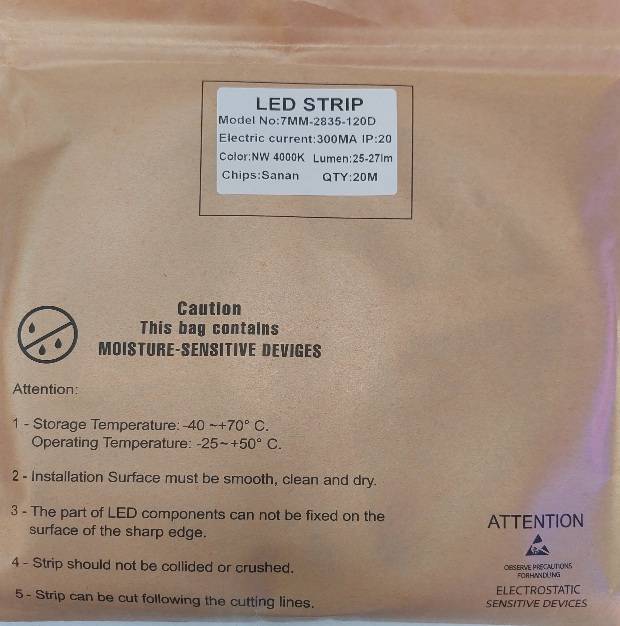 LED STRIP
Model No:7MM-2835-120D
Electric current:300MA IP:20
Color:NW 4000K Lumen:25-27lm
Chips:Sanan QTY:20M
Caution
This bag contains
MOISTURE-SENSITIVE DEVIGES
Attention:
1 - Storage Temperature: -40 ~+70° C.
Operating Temperature: -25~+50° C.
2 - Installation Surface must be smooth, clean and dry.
3 - The part of LED components can not be fixed on the
surface of the sharp edge.
4 - Strip should not be collided or crushed.
5 - Strip can be cut following the cutting lines.
ATTENTION
OBSERVE PRECAUTIONS
FORHANDLING
ELECTROSTATIC
SENSITIVE DEVICES